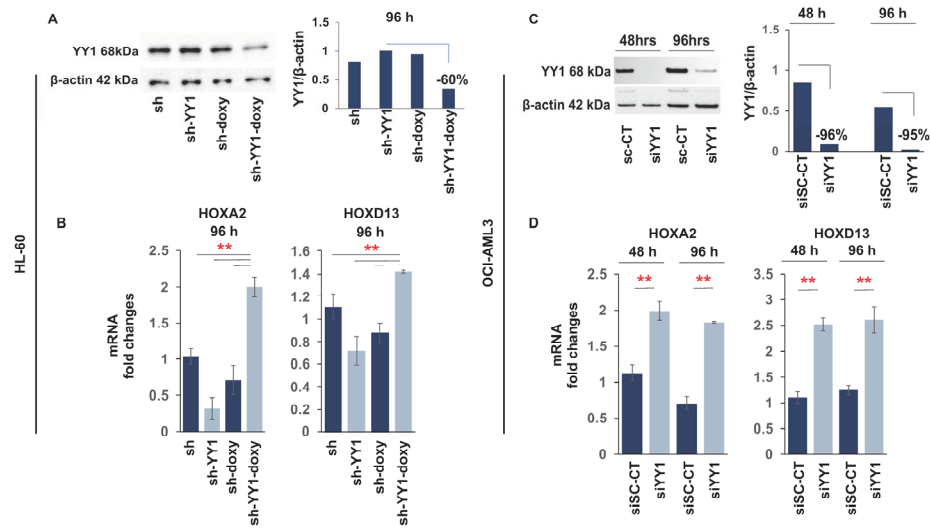 A
YY1 68kDa
β-actin 42 kDa
sh
sh-YY1
sh-doxy
sh-YY1-doxy
96 h
YY1/β-actin
1.5
1
0.5
0
-60%
sh
sh-YY1
sh-doxy
sh-YY1-doxy
HL-60
B
HOXA2
96 h
**
mRNA
fold changes
2.5
2
1.5
1
0.5
0
sh
sh-YY1
sh-doxy
sh-YY1-doxy
HOXD13
96 h
**
1.6
1.4
1.2
1
0.8
0.6
0.4
0.2
0
sh
sh-YY1
sh-doxy
sh-YY1-doxy
C
48hrs 96hrs
YY1 68 kDa
β-actin 42 kDa
sc-CT
siYY1
sc-CT
siYY1
48 h 96 h
YY1/β-actin
1.5
1
0.5
0
-96%
-95%
siSC-CT
siYY1
siSC-CT
siYY1
OCI-AML3
D
HOXA2
48 h 96 h
** **
mRNA
fold changes
2.5
2
1.5
1
0.5
0
siSC-CT
siYY1
siSC-CT
siYY1
HOXD13
48 h 96 h
** **
3.5
3
2.5
2
1.5
1
0.5
0
siSC-CT
siYY1
siSC-CT
siYY1